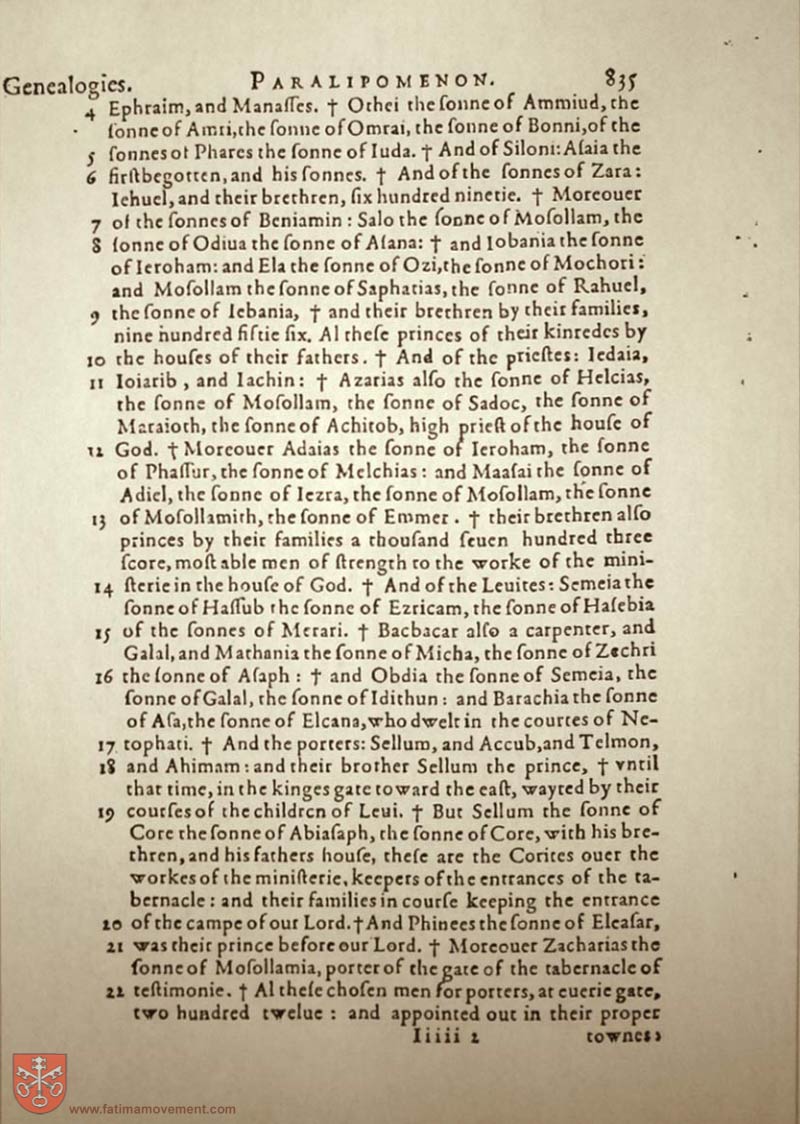 Genealogies. PARALIPOMENON. 835
4 Ephraim, and Manaſſes. † Othei the ſonne of Ammiud, the
ſonne of Amri, the ſonne of Omrai, the ſonne of Bonni, of the
5 ſonnes of Phares the ſonne of Iuda. † And of Siloni: Aſaia the
6 firſtbegotten, and his ſonnes. † And of the ſonnes of Zara:
Iehuel, and their brethren, ſix hundred ninetie. † Moreouer
7 of the ſonnes of Beniamin: Salo the ſonne of Moſollam, the
8 ſonne of Odiua the ſonne of Aſana: † and Iobania the ſonne
of Ieroham: and Ela the ſonne of Ozi, the ſonne of Mochori:
and Moſollam the ſonne of Saphatias, the ſonne of Rahuel,
9 the ſonne of Iebania, † and their brethren by their families,
nine hundred fiftie ſix. Al theſe princes of their kinredes by
10 the houſes of their fathers. † And of the prieſtes: Iedaia,
11 Ioiarib, and Iachin: † Azarias alſo the ſonne of Helcias,
the ſonne of Moſollam, the ſonne of Sadoc, the ſonne of
Maraioth, the ſonne of Achitob, high prieſt of the houſe of
12 God. † Moreouer Adaias the ſonne of Ieroham, the ſonne
of Phaſſur, the ſonne of Melchias: and Maaſai the ſonne of
Adiel, the ſonne of Iezra, the ſonne of Moſollam, the ſonne
13 of Moſollamith, the ſonne of Emmer. † their brethren alſo
princes by their families a thouſand ſeuen hundred three
ſcore, moſt able men of ſtrength to the worke of the mini-
14 ſterie in the houſe of God. † And of the Leuites: Semeia the
ſonne of Haſſub the ſonne of Ezricam, the ſonne of Haſebia
15 of the ſonnes of Merari. † Bacbacar alſo a carpenter, and
Galal, and Mathania the ſonne of Micha, the ſonne of Zechri
16 the ſonne of Aſaph: † and Obdia the ſonne of Semeia, the
ſonne of Galal, the ſonne of Idithun: and Barachia the ſonne
of Aſa, the ſonne of Elcana, who dwelt in the courtes of Ne-
17 tophati. † And the porters: Sellum, and Accub, and Telmon,
18 and Ahimam: and their brother Sellum the prince, † vntil
that time, in the kinges gate toward the eaſt, wayted by their
19 courſes of the children of Leui. † But Sellum the ſonne of
Core the ſonne of Abiaſaph, the ſonne of Core, with his bre-
thren, and his fathers houſe, theſe are the Corites ouer the
workes of the miniſterie, keepers of the entrances of the ta-
bernacle: and their families in courſe keeping the entrance
20 of the campe of our Lord. † And Phinees the ſonne of Eleaſar,
21 was their prince before our Lord. † Moreouer Zacharias the
ſonne of Moſollamia, porter of the gate of the tabernacle of
22 teſtimonie. † Al theſe choſen men for porters, at euerie gate,
two hundred twelue: and appointed out in their proper
Iiiii 2 townes,
www.fatimamovement.com